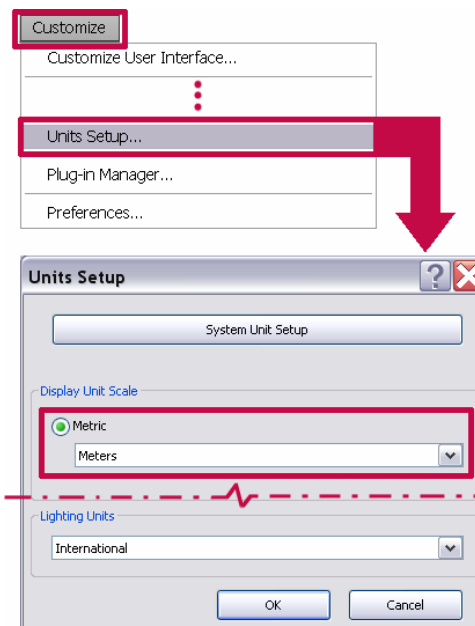 Customize
Customize User Interface...
Units Setup...
Plug-in Manager...
Preferences...
Units Setup
System Unit Setup
Display Unit Scale
Metric
Meters
Lighting Units
International
OK
Cancel